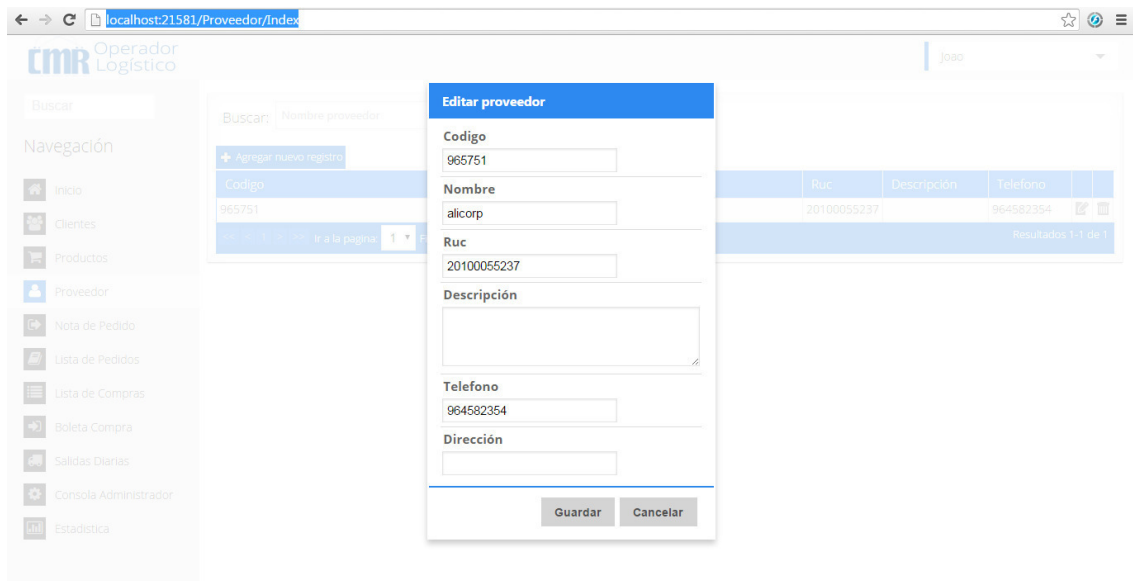 localhost:21581/Proveedor/Index
CMR Operador
Logístico
Joao
Buscar
Navegación
Inicio
Clientes
Productos
Proveedor
Nota de Pedido
Lista de Pedidos
Lista de Compras
Boleta Compra
Salidas Diarias
Consola Administrador
Estadistica
Buscar: Nombre proveedor
Agregar nuevo registro
Codigo Ruc Descripción Telefono
965751 20100055237 964582354
<< < 1 > >> Ir a la pagina: 1 Resultados 1-1 de 1
Editar proveedor
Codigo
965751
Nombre
alicorp
Ruc
20100055237
Descripción
Telefono
964582354
Dirección
Guardar Cancelar